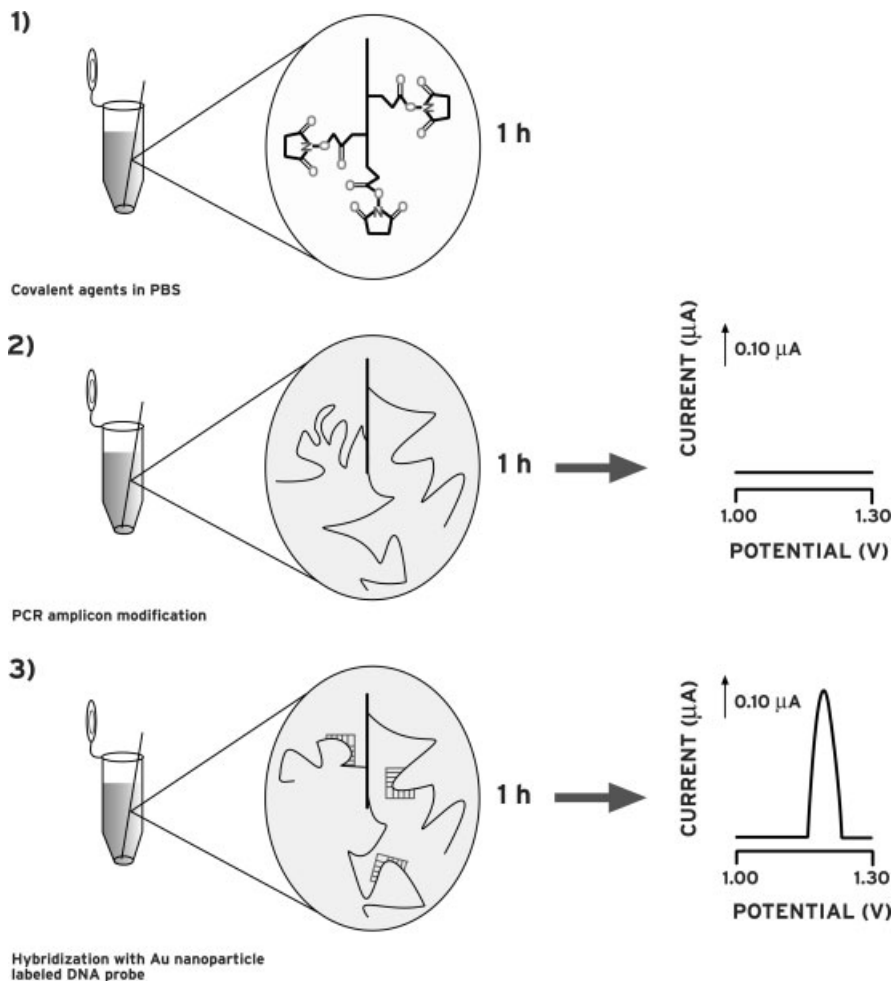 1)
1 h
Covalent agents in PBS
2)
1 h
CURRENT (µA)
0.10 µA
1.00
1.30
POTENTIAL (V)
PCR amplicon modification
3)
1 h
CURRENT (µA)
0.10 µA
1.00
1.30
POTENTIAL (V)
Hybridization with Au nanoparticle
labeled DNA probe